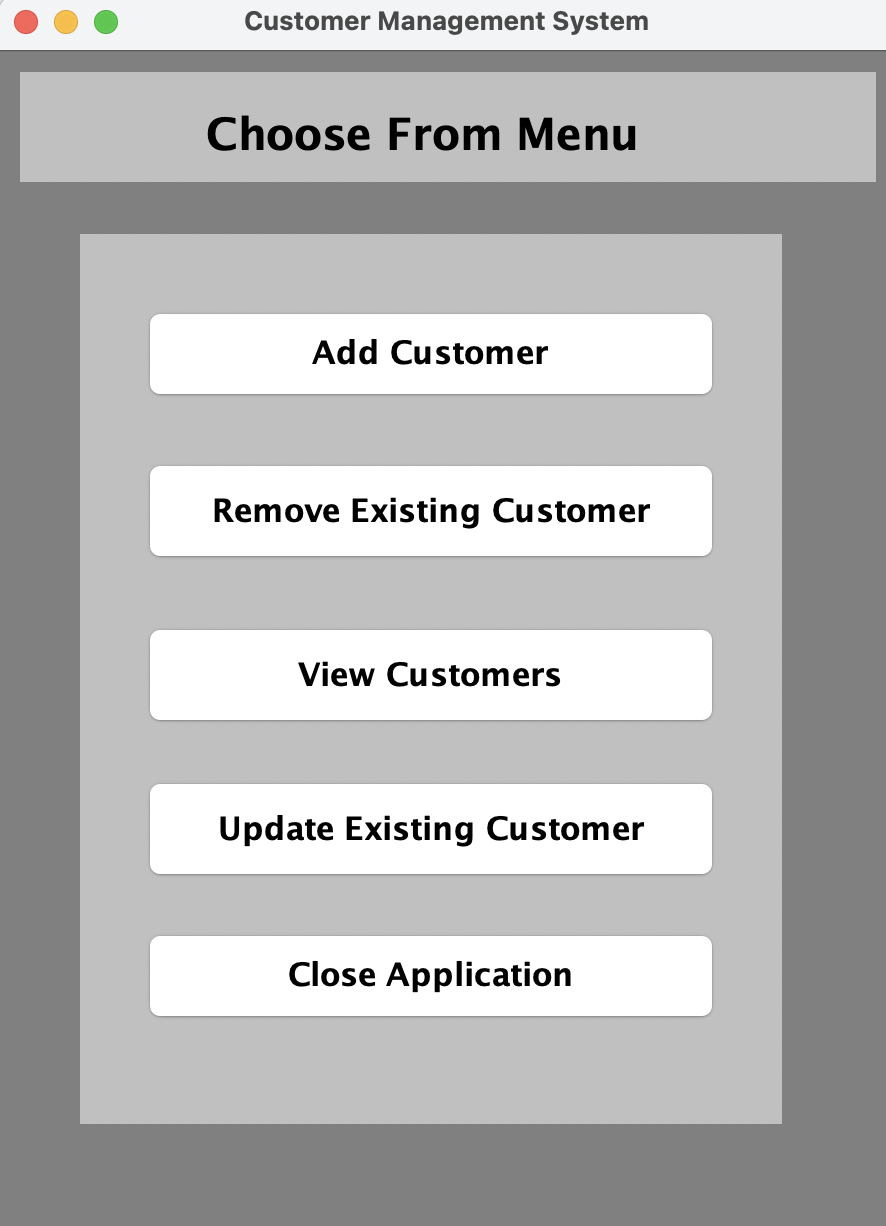 Customer Management System
Choose From Menu
Add Customer
Remove Existing Customer
View Customers
Update Existing Customer
Close Application